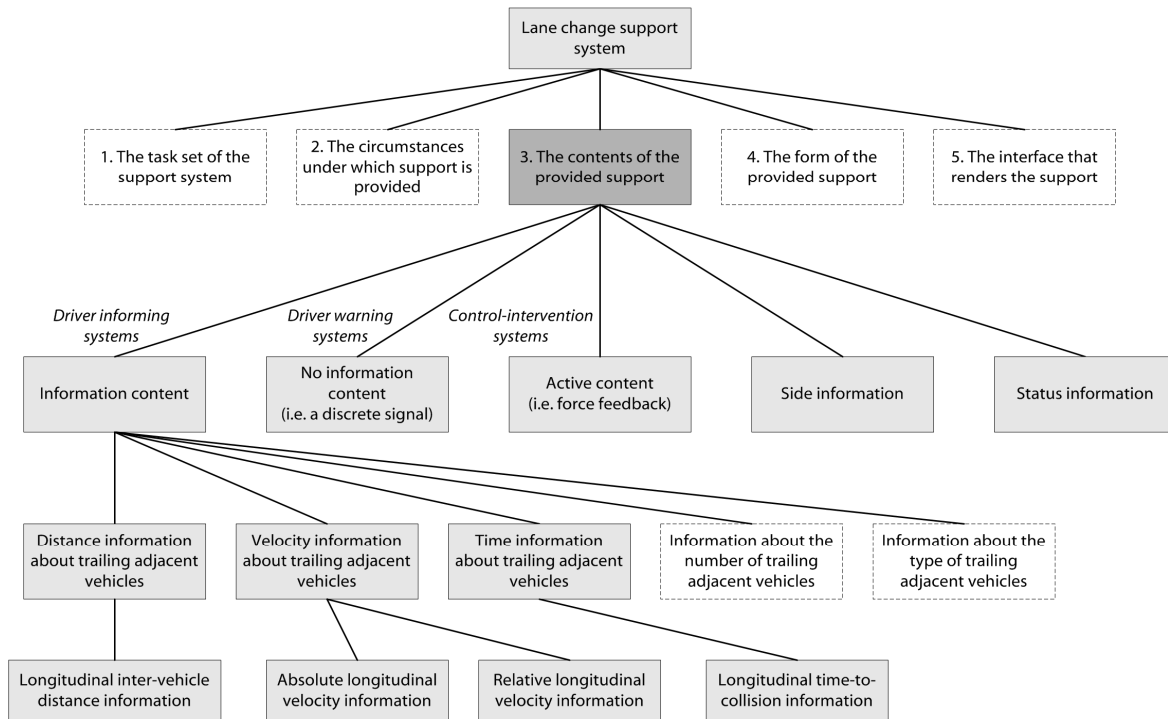 Lane change support
system
1. The task set of the
support system
2. The circumstances
under which support is
provided
3. The contents of the
provided support
4. The form of the
provided support
5. The interface that
renders the support
Driver informing
systems
Driver warning
systems
Control-intervention
systems
Information content
No information
content
(i.e. a discrete signal)
Active content
(i.e. force feedback)
Side information
Status information
Distance information
about trailing adjacent
vehicles
Velocity information
about trailing adjacent
vehicles
Time information
about trailing adjacent
vehicles
Information about the
number of trailing
adjacent vehicles
Information about the
type of trailing
adjacent vehicles
Longitudinal inter-vehicle
distance information
Absolute longitudinal
velocity information
Relative longitudinal
velocity information
Longitudinal time-to-
collision information